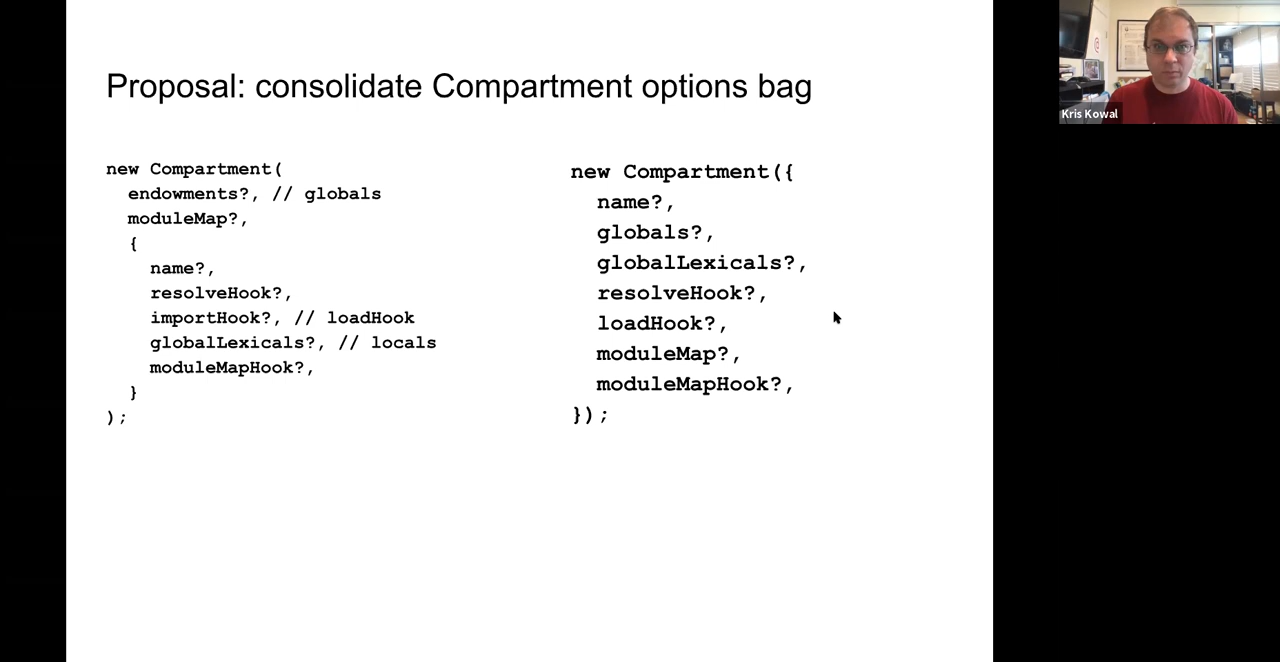 Proposal: consolidate Compartment options bag
new Compartment(
endowments?, // globals
moduleMap?,
{
name?,
resolveHook?,
importHook?, // loadHook
globalLexicals?, // locals
moduleMapHook?,
}
);
new Compartment({
name?,
globals?,
globalLexicals?,
resolveHook?,
loadHook?,
moduleMap?,
moduleMapHook?,
});
Kris Kowal